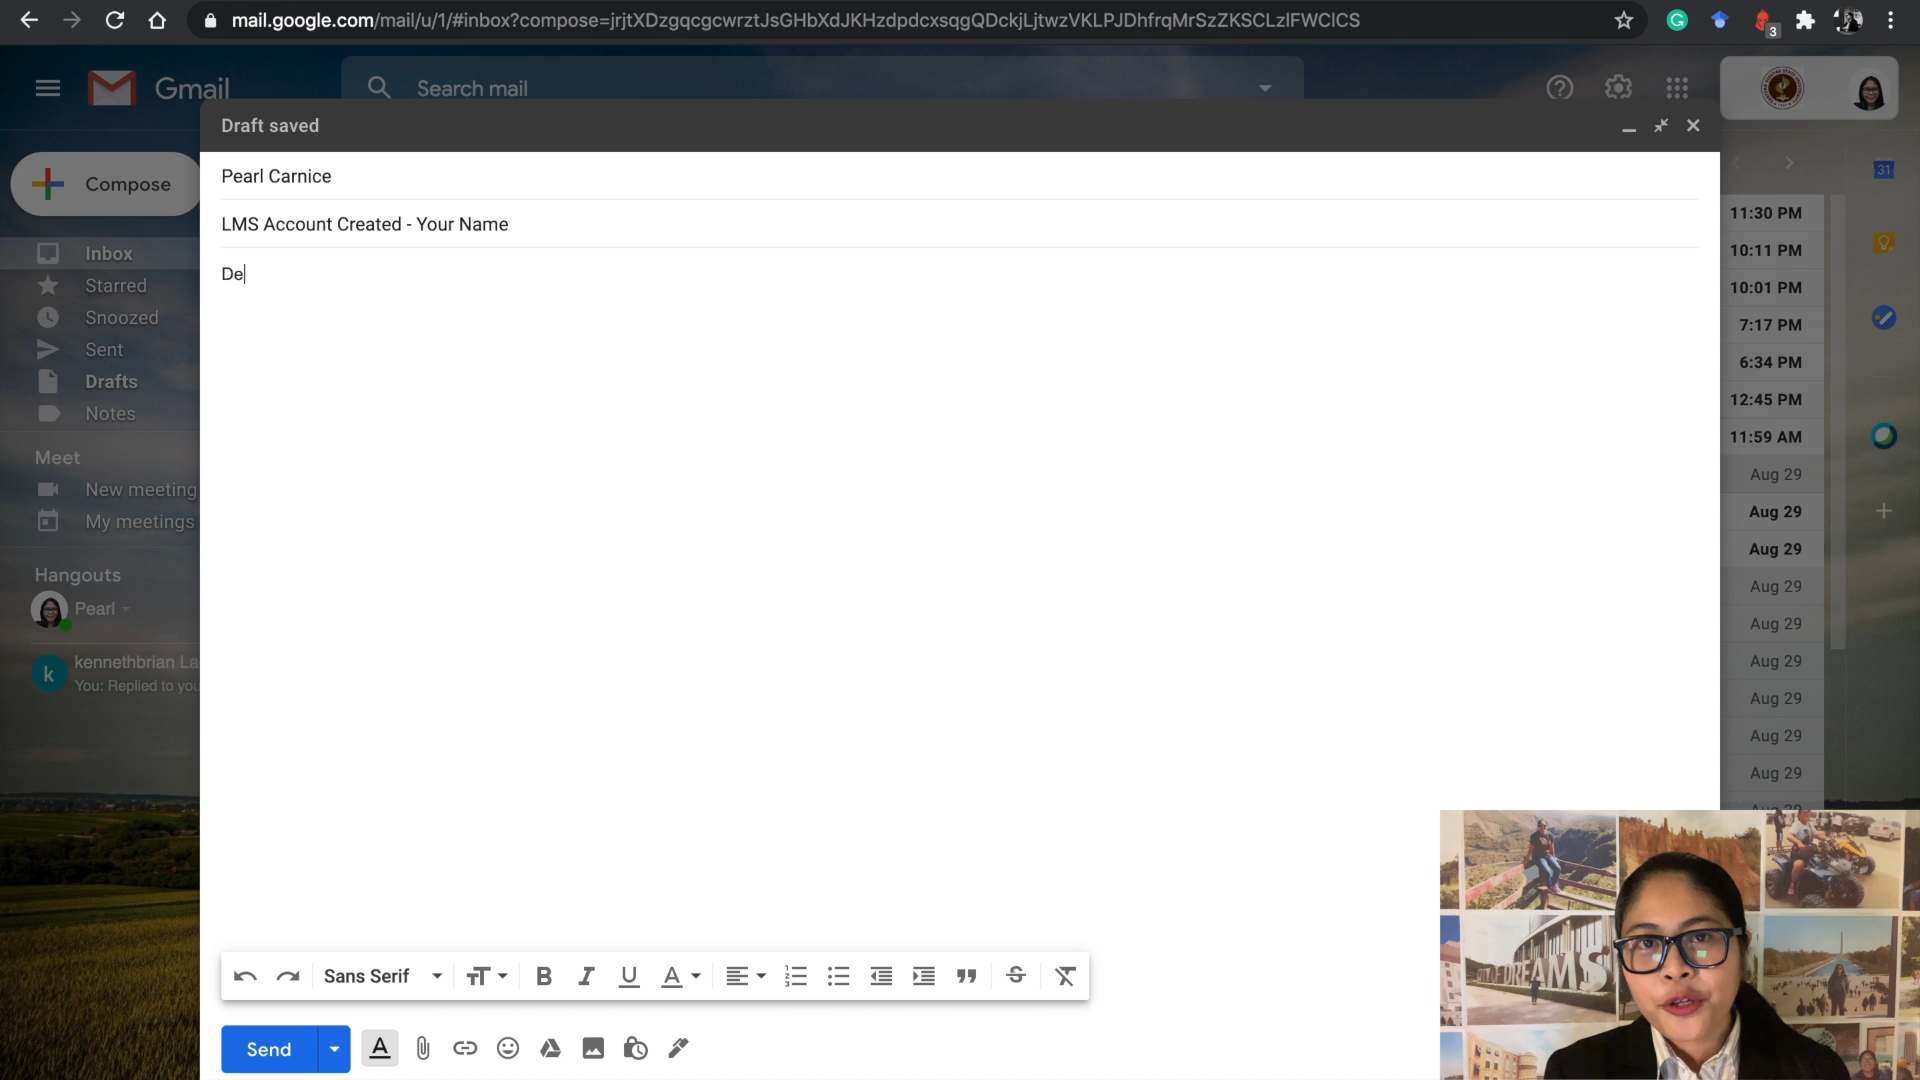 mail.google.com/mail/u/1/#inbox?compose=jrjtXDzgqcgcwrztJsGHbXdJKHzdpdcxsqgQDckjLjtwzVKLPJDhfrqMrSzZKSCLzlFWClCS
3
Gmail
Search mail
Draft saved
Pearl Carnice
LMS Account Created - Your Name
De
Compose
Inbox
Starred
Snoozed
Sent
Drafts
Notes
Meet
New meeting
My meetings
Hangouts
Pearl
k
kennethbrian La
You: Replied to you
11:30 PM
10:11 PM
10:01 PM
7:17 PM
6:34 PM
12:45 PM
11:59 AM
Aug 29
Aug 29
Aug 29
Aug 29
Aug 29
Aug 29
Aug 29
Aug 29
Aug 29
31
Sans Serif
B I U A
Send
A
DREAMS